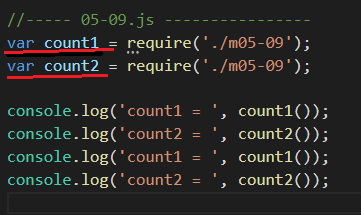 //----- 05-09.js ----------------
var count1 = require('./m05-09');
var count2 = require('./m05-09');
console.log('count1 = ', count1());
console.log('count2 = ', count2());
console.log('count1 = ', count1());
console.log('count2 = ', count2());